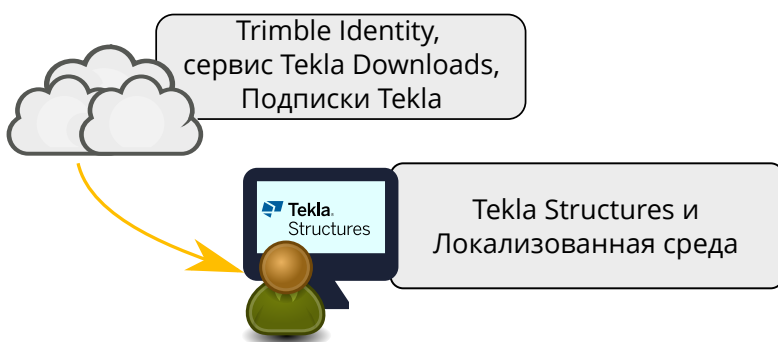 Trimble Identity,
сервис Tekla Downloads,
Подписки Tekla
Tekla.
Structures
Tekla Structures и
Локализованная среда